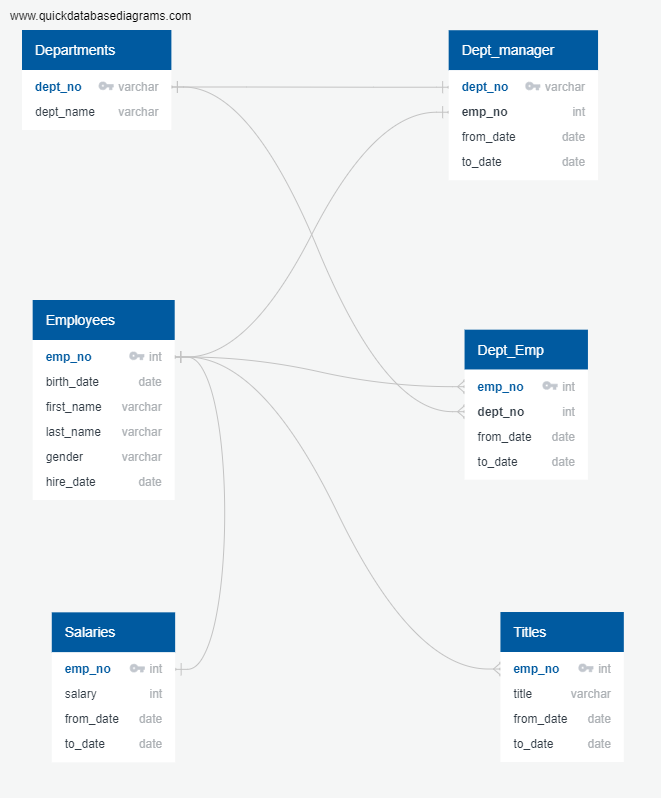 www.quickdatabasediagrams.com
Departments
dept_no varchar
dept_name varchar
Dept_manager
dept_no varchar
emp_no int
from_date date
to_date date
Employees
emp_no int
birth_date date
first_name varchar
last_name varchar
gender varchar
hire_date date
Dept_Emp
emp_no int
dept_no int
from_date date
to_date date
Salaries
emp_no int
salary int
from_date date
to_date date
Titles
emp_no int
title varchar
from_date date
to_date date